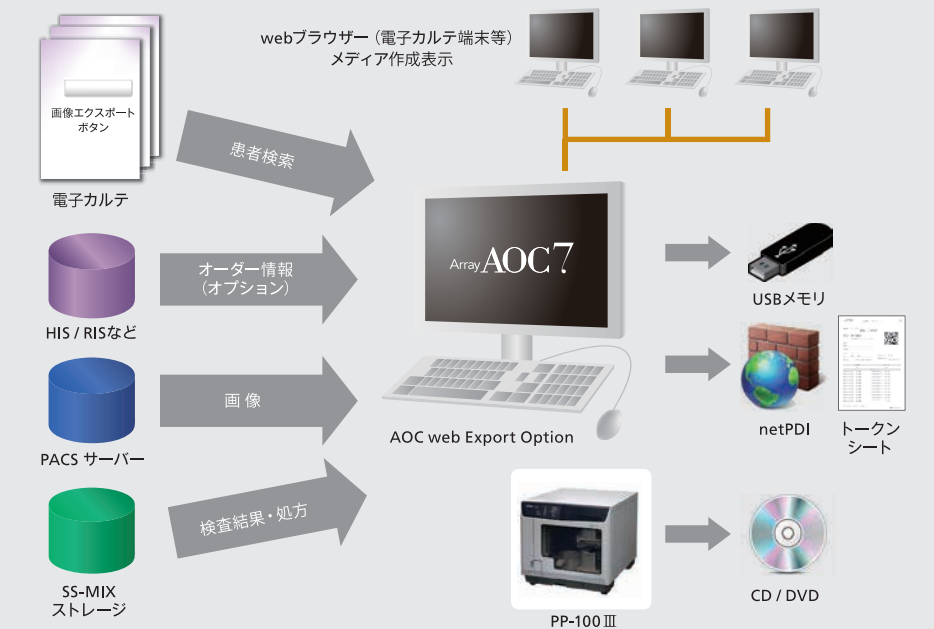 webブラウザー（電子カルテ端末等）
メディア作成表示
画像エクスポート
ボタン
電子カルテ
患者検索
HIS / RISなど
オーダー情報
（オプション）
PACS サーバー
画像
SS-MIX
ストレージ
検査結果・処方
Array AOC7
AOC web Export Option
PP-100Ⅲ
USBメモリ
netPDI
トークン
シート
CD / DVD